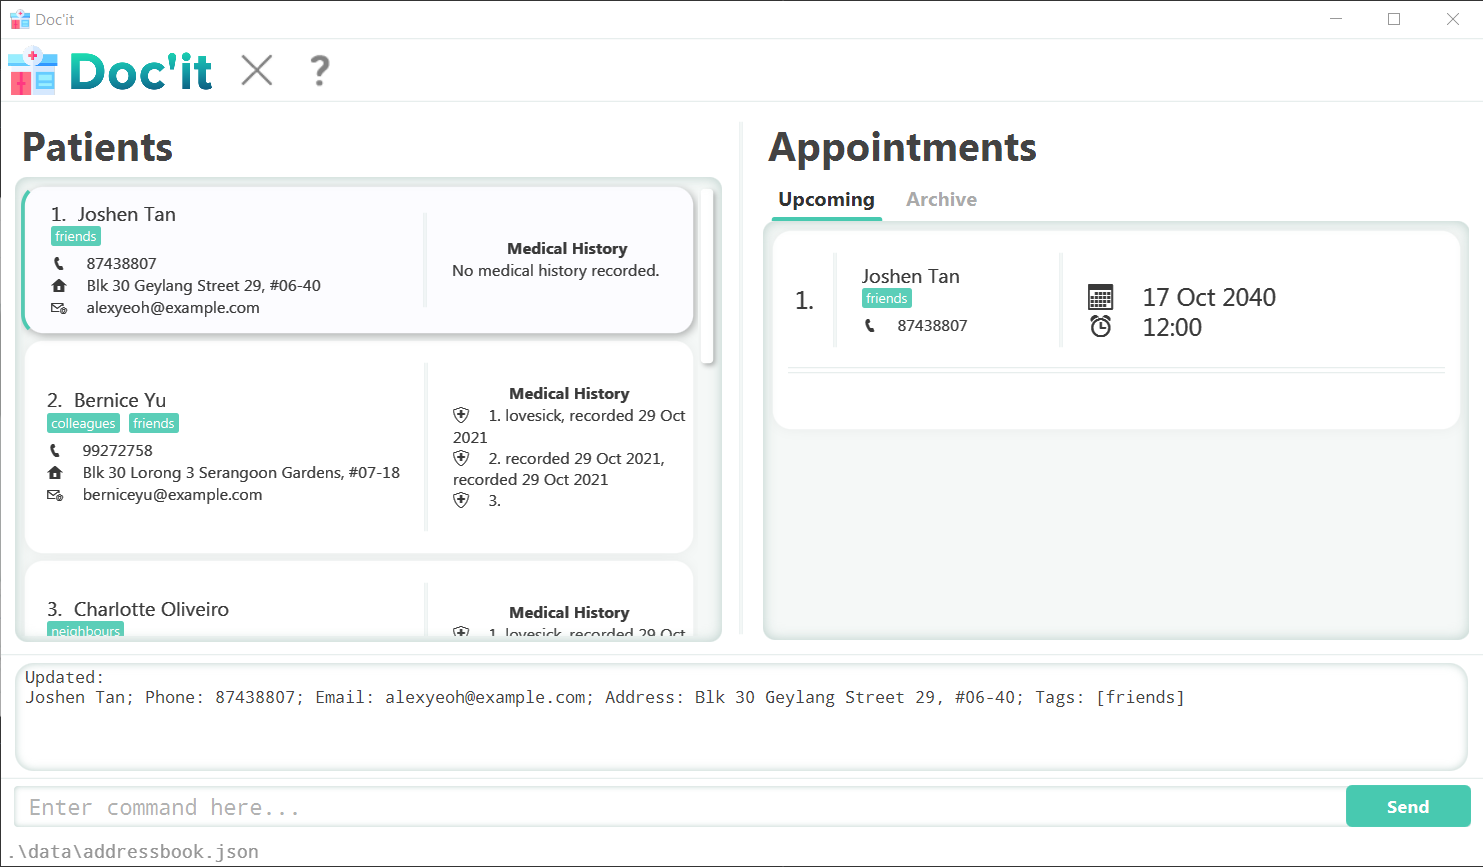 Doc'it
Doc'it
Patients
1. Joshen Tan
friends
87438807
Blk 30 Geylang Street 29, #06-40
alexyeoh@example.com
Medical History
No medical history recorded.
2. Bernice Yu
colleagues friends
99272758
Blk 30 Lorong 3 Serangoon Gardens, #07-18
berniceyu@example.com
Medical History
1. lovesick, recorded 29 Oct
2021
2. recorded 29 Oct 2021,
recorded 29 Oct 2021
3.
3. Charlotte Oliveiro
neighbours
Medical History
1. lovesick, recorded 29 Oct
Appointments
Upcoming Archive
1.
Joshen Tan
friends
87438807
17 Oct 2040
12:00
Updated:
Joshen Tan; Phone: 87438807; Email: alexyeoh@example.com; Address: Blk 30 Geylang Street 29, #06-40; Tags: [friends]
Enter command here...
Send
.\data\addressbook.json